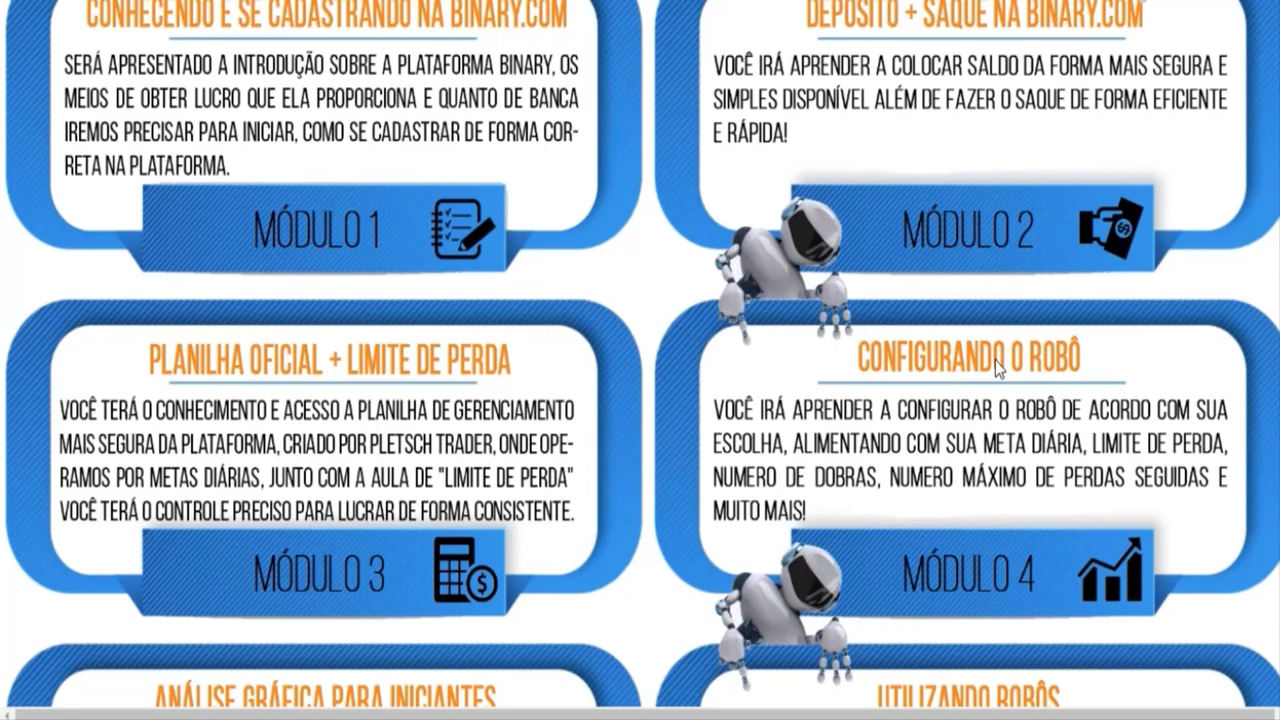 CONHECENDO E SE CADASTRANDO NA BINARY.COM
SERÁ APRESENTADO A INTRODUÇÃO SOBRE A PLATAFORMA BINARY, OS
MEIOS DE OBTER LUCRO QUE ELA PROPORCIONA E QUANTO DE BANCA
IREMOS PRECISAR PARA INICIAR, COMO SE CADASTRAR DE FORMA COR-
RETA NA PLATAFORMA.
MÓDULO 1
DEPOSITO + SAQUE NA BINARY.COM
VOCÊ IRÁ APRENDER A COLOCAR SALDO DA FORMA MAIS SEGURA E
SIMPLES DISPONÍVEL ALÉM DE FAZER O SAQUE DE FORMA EFICIENTE
E RÁPIDA!
MÓDULO 2
PLANILHA OFICIAL + LIMITE DE PERDA
VOCÊ TERÁ O CONHECIMENTO E ACESSO A PLANILHA DE GERENCIAMENTO
MAIS SEGURA DA PLATAFORMA, CRIADO POR PLETSCH TRADER, ONDE OPE-
RAMOS POR METAS DIÁRIAS, JUNTO COM A AULA DE "LIMITE DE PERDA"
VOCÊ TERÁ O CONTROLE PRECISO PARA LUCRAR DE FORMA CONSISTENTE.
MÓDULO 3
CONFIGURANDO O ROBÔ
VOCÊ IRÁ APRENDER A CONFIGURAR O ROBÔ DE ACORDO COM SUA
ESCOLHA, ALIMENTANDO COM SUA META DIÁRIA, LIMITE DE PERDA,
NUMERO DE DOBRAS, NUMERO MÁXIMO DE PERDAS SEGUIDAS E
MUITO MAIS!
MÓDULO 4
ANÁLISE GRÁFICA PARA INICIANTES
UTILIZANDO ROBÔS